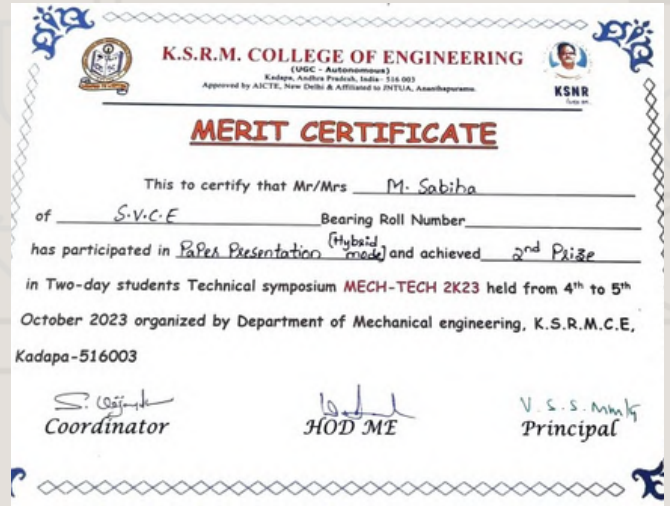 K.S.R.M. COLLEGE OF ENGINEERING
(UGC - Autonomous)
Kadapa, Andhra Pradesh, India- 516 003
Approved by AICTE, New Delhi & Affiliated to JNTUA, Ananthapuramu.
KSNR
lives on..
MERIT CERTIFICATE
This to certify that Mr/Mrs M. Sabiha
of S.V.C.E Bearing Roll Number
has participated in Paper Presentation [Hybrid mode] and achieved 2nd Prize
in Two-day students Technical symposium MECH-TECH 2K23 held from 4th to 5th
October 2023 organized by Department of Mechanical engineering, K.S.R.M.C.E,
Kadapa-516003
V. S. S.
Coordinator HOD ME Principal